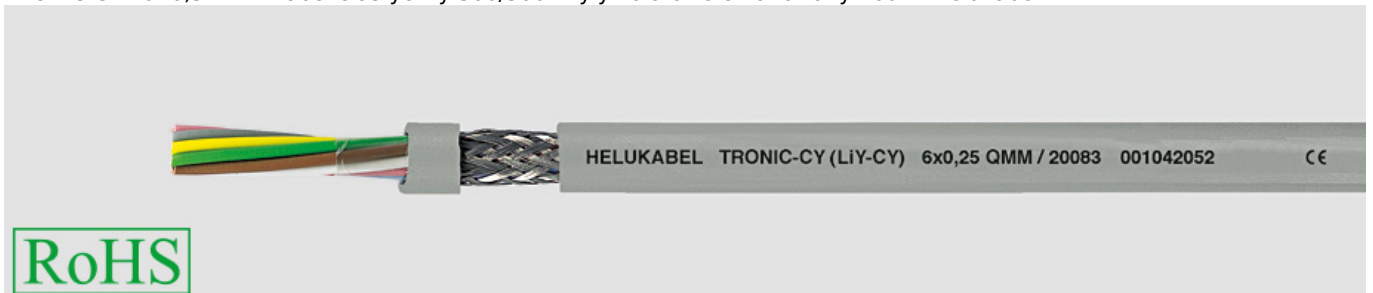 HELUKABEL TRONIC-CY (LiY-CY) 6x0,25 QMM / 20083 001042052 CE
RoHS